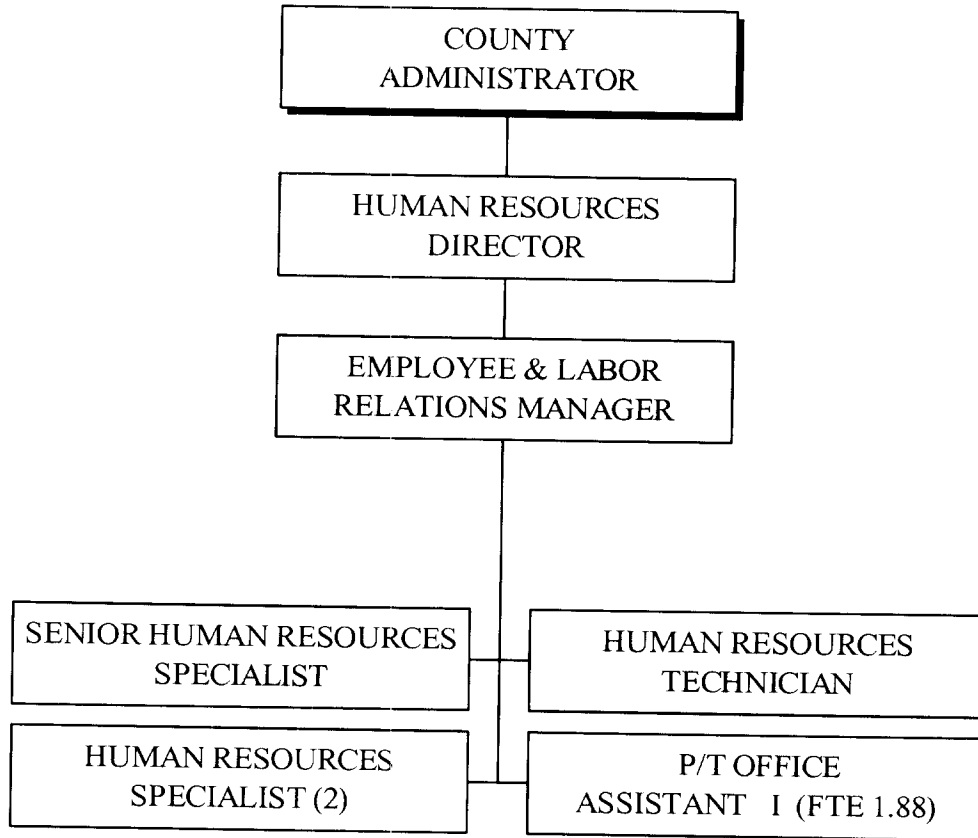 COUNTY
ADMINISTRATOR
HUMAN RESOURCES
DIRECTOR
EMPLOYEE & LABOR
RELATIONS MANAGER
SENIOR HUMAN RESOURCES
SPECIALIST
HUMAN RESOURCES
TECHNICIAN
HUMAN RESOURCES
SPECIALIST (2)
P/T OFFICE
ASSISTANT I (FTE 1.88)